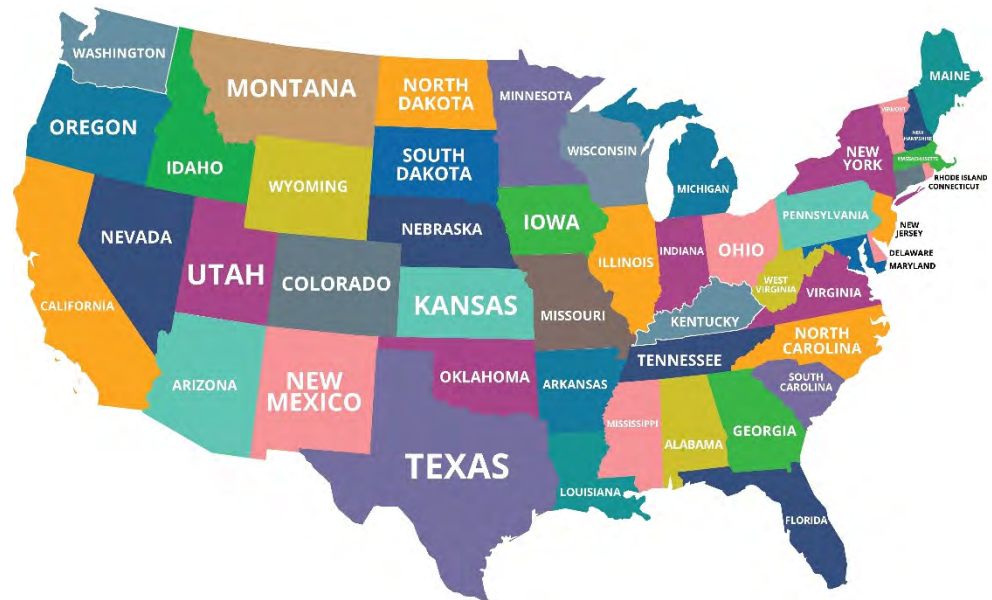 WASHINGTON
OREGON
CALIFORNIA
NEVADA
IDAHO
MONTANA
WYOMING
UTAH
COLORADO
ARIZONA
NEW
MEXICO
NORTH
DAKOTA
SOUTH
DAKOTA
NEBRASKA
KANSAS
OKLAHOMA
TEXAS
MINNESOTA
IOWA
MISSOURI
ARKANSAS
LOUISIANA
WISCONSIN
ILLINOIS
MICHIGAN
INDIANA
OHIO
KENTUCKY
TENNESSEE
MISSISSIPPI
ALABAMA
GEORGIA
FLORIDA
SOUTH
CAROLINA
NORTH
CAROLINA
VIRGINIA
WEST
VIRGINIA
PENNSYLVANIA
NEW
YORK
VERMONT
NEW
HAMPSHIRE
MAINE
MASSACHUSETTS
RHODE ISLAND
CONNECTICUT
NEW
JERSEY
DELAWARE
MARYLAND